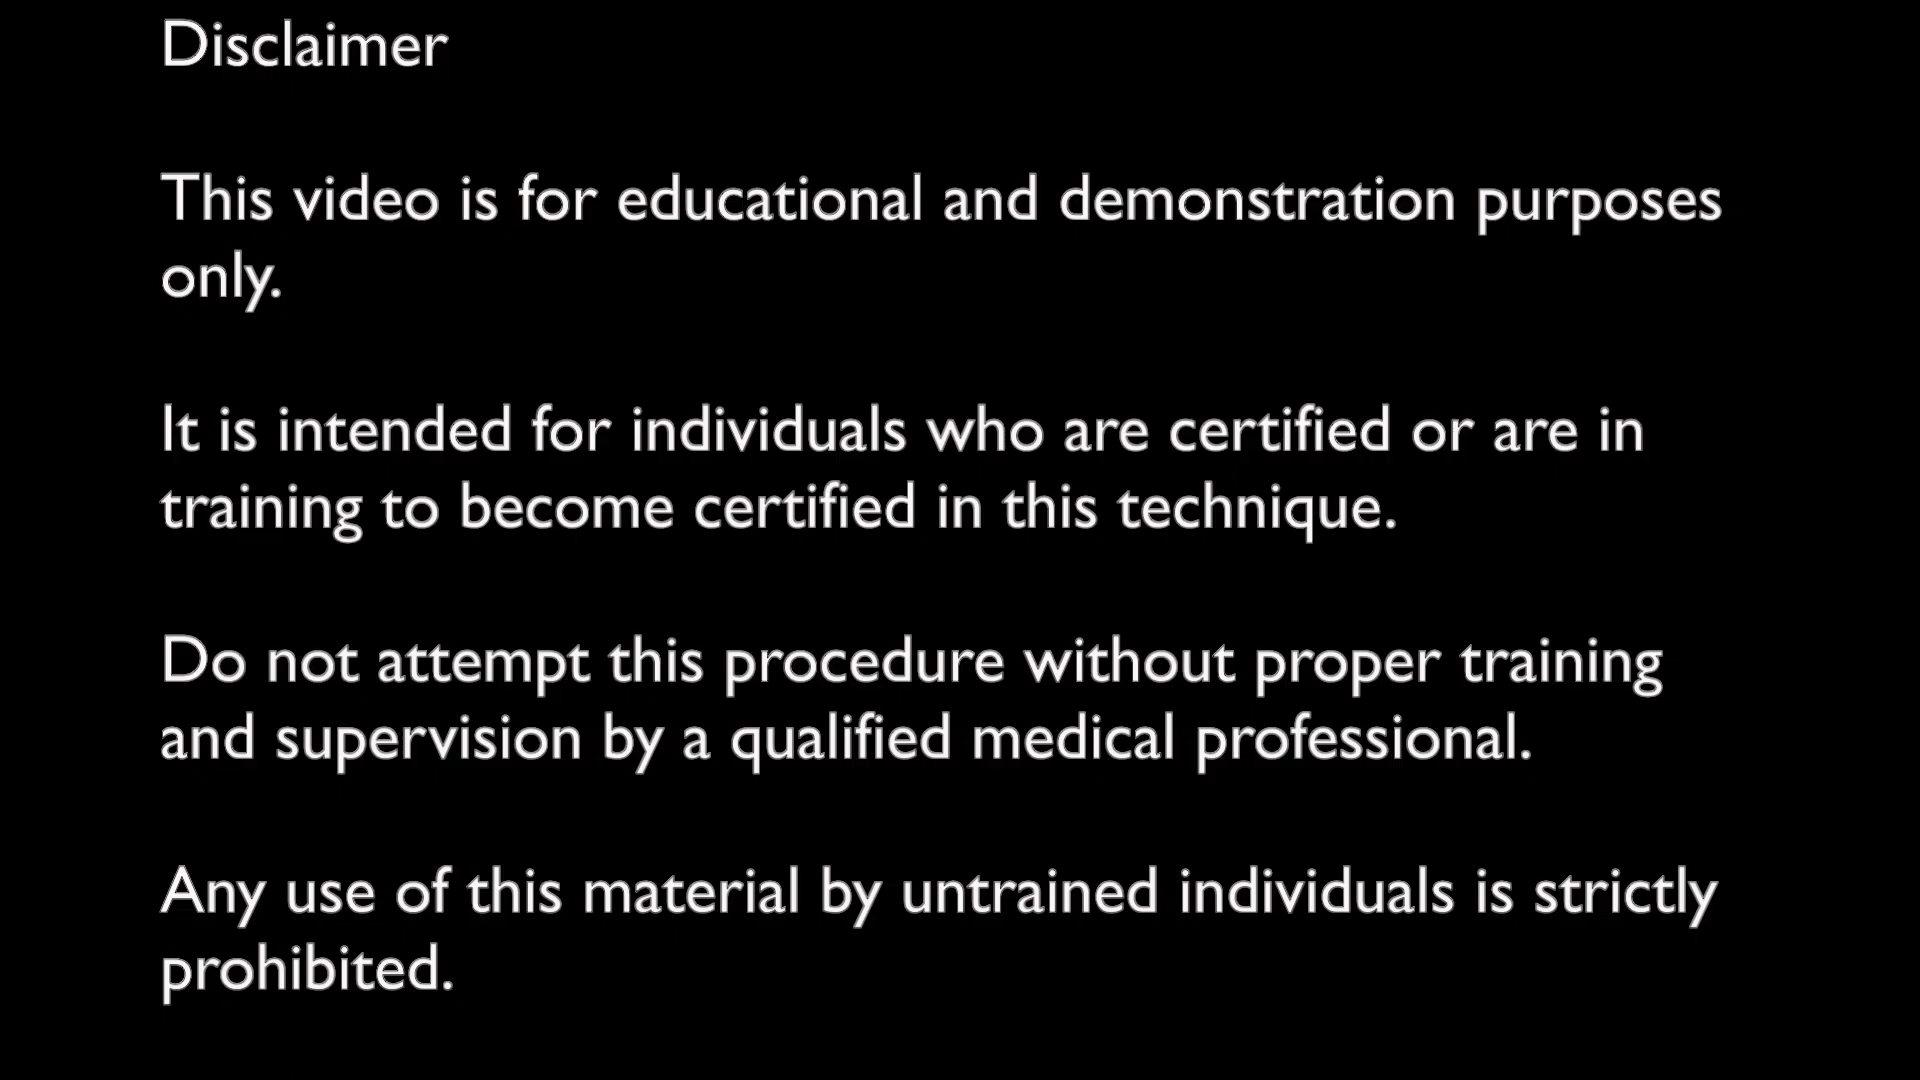 Disclaimer
This video is for educational and demonstration purposes
only.
It is intended for individuals who are certified or are in
training to become certified in this technique.
Do not attempt this procedure without proper training
and supervision by a qualified medical professional.
Any use of this material by untrained individuals is strictly
prohibited.